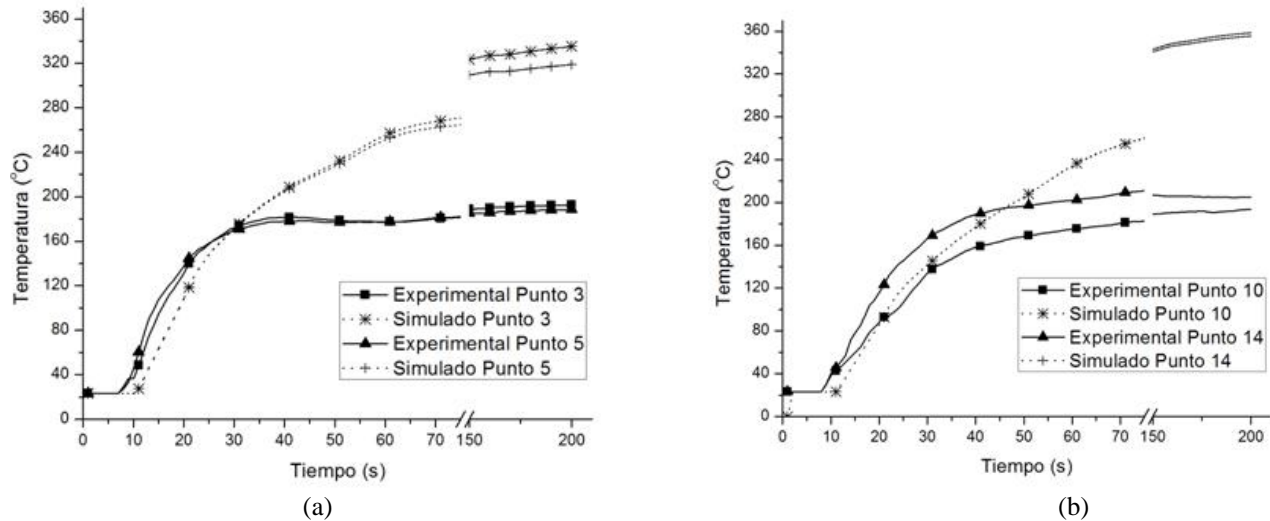 360
320
280
240
200
160
120
80
40
0
Temperatura (°C)
Experimental Punto 3
Simulado Punto 3
Experimental Punto 5
Simulado Punto 5
0 10 20 30 40 50 60 70 150 200
Tiempo (s)
(a)
360
320
280
240
200
160
120
80
40
0
Temperatura (°C)
Experimental Punto 10
Simulado Punto 10
Experimental Punto 14
Simulado Punto 14
0 10 20 30 40 50 60 70 150 200
Tiempo (s)
(b)